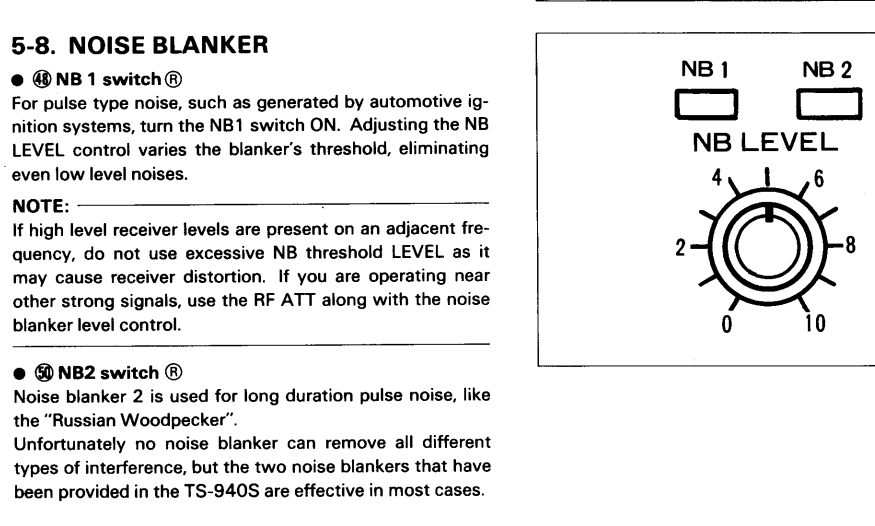 5-8. NOISE BLANKER
● ㊽ NB 1 switch Ⓡ
For pulse type noise, such as generated by automotive ig-
nition systems, turn the NB1 switch ON. Adjusting the NB
LEVEL control varies the blanker's threshold, eliminating
even low level noises.
NOTE:
If high level receiver levels are present on an adjacent fre-
quency, do not use excessive NB threshold LEVEL as it
may cause receiver distortion. If you are operating near
other strong signals, use the RF ATT along with the noise
blanker level control.
● ㊿ NB2 switch Ⓡ
Noise blanker 2 is used for long duration pulse noise, like
the "Russian Woodpecker".
Unfortunately no noise blanker can remove all different
types of interference, but the two noise blankers that have
been provided in the TS-940S are effective in most cases.
NB 1 NB 2
NB LEVEL
4 6
2 8
0 10